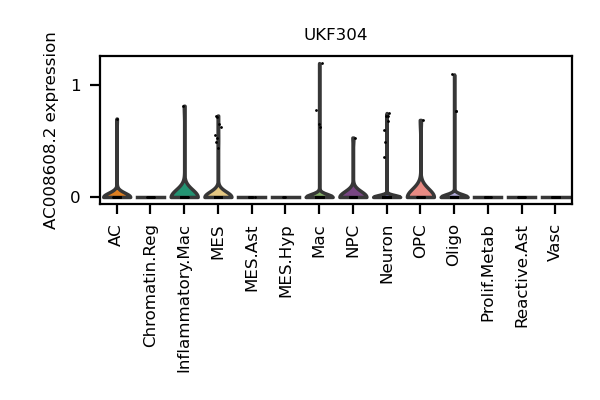 UKF304
AC008608.2 expression
1
0
AC
Chromatin.Reg
Inflammatory.Mac
MES
MES.Ast
MES.Hyp
Mac
NPC
Neuron
OPC
Oligo
Prolif.Metab
Reactive.Ast
Vasc